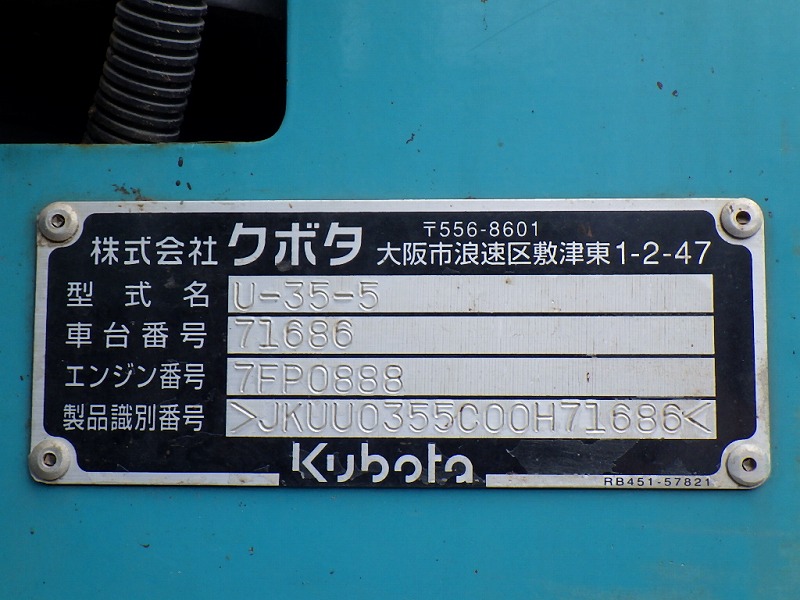 株式会社 クボタ 〒556-8601
大阪市浪速区敷津東1-2-47
型式名 U-35-5
車台番号 71686
エンジン番号 7FP0888
製品識別番号 >JKUU0355C00H71686<
Kubota
RB451-57821